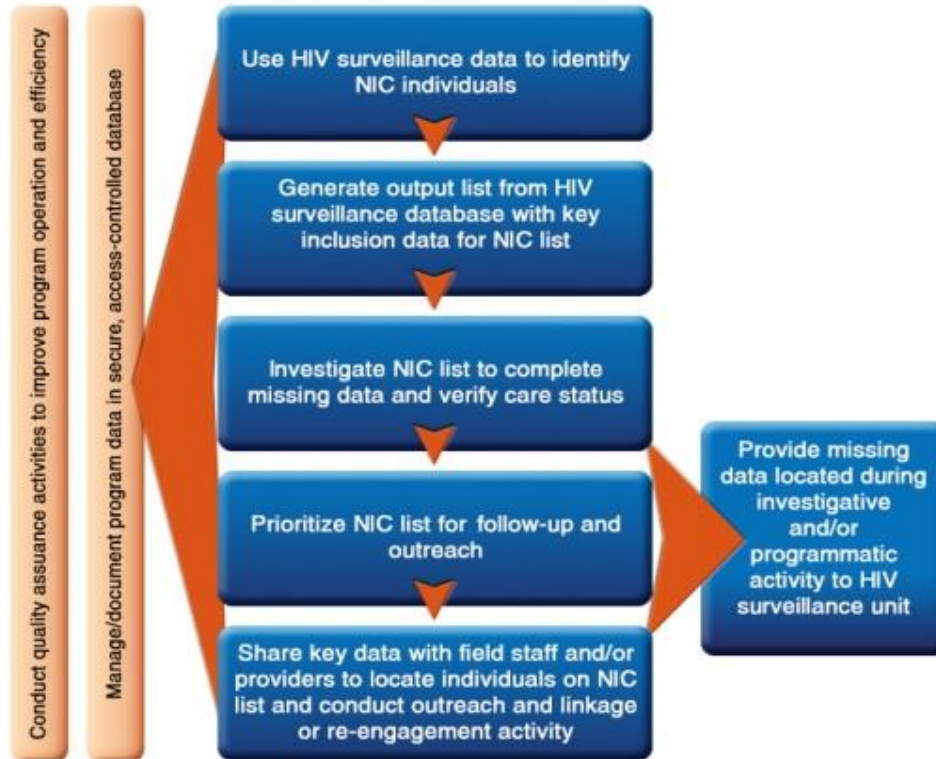 Conduct quality assuance activities to improve program operation and efficiency
Manage/document program data in secure, access-controlled database
Use HIV surveillance data to identify
NIC individuals
Generate output list from HIV
surveillance database with key
inclusion data for NIC list
Investigate NIC list to complete
missing data and verify care status
Prioritize NIC list for follow-up and
outreach
Share key data with field staff and/or
providers to locate individuals on NIC
list and conduct outreach and linkage
or re-engagement activity
Provide missing
data located during
investigative
and/or
programmatic
activity to HIV
surveillance unit